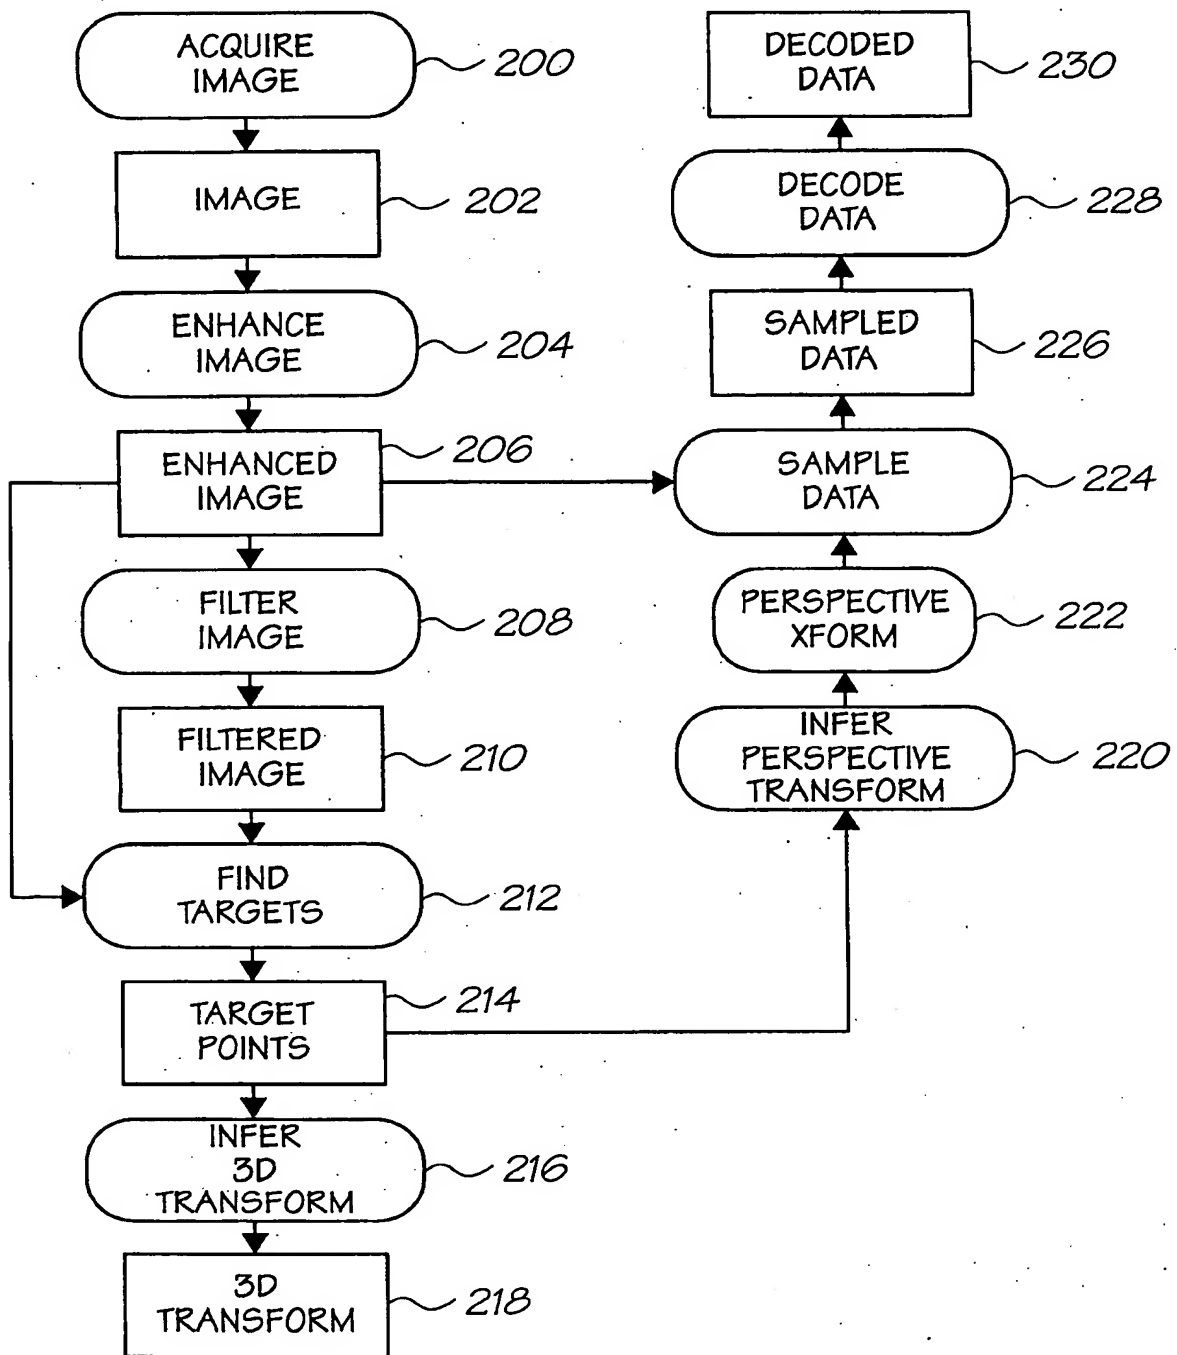 ACQUIRE
IMAGE
200
IMAGE
202
ENHANCE
IMAGE
204
ENHANCED
IMAGE
206
FILTER
IMAGE
208
FILTERED
IMAGE
210
FIND
TARGETS
212
TARGET
POINTS
214
INFER
3D
TRANSFORM
216
3D
TRANSFORM
218
DECODED
DATA
230
DECODE
DATA
228
SAMPLED
DATA
226
SAMPLE
DATA
224
PERSPECTIVE
XFORM
222
INFER
PERSPECTIVE
TRANSFORM
220